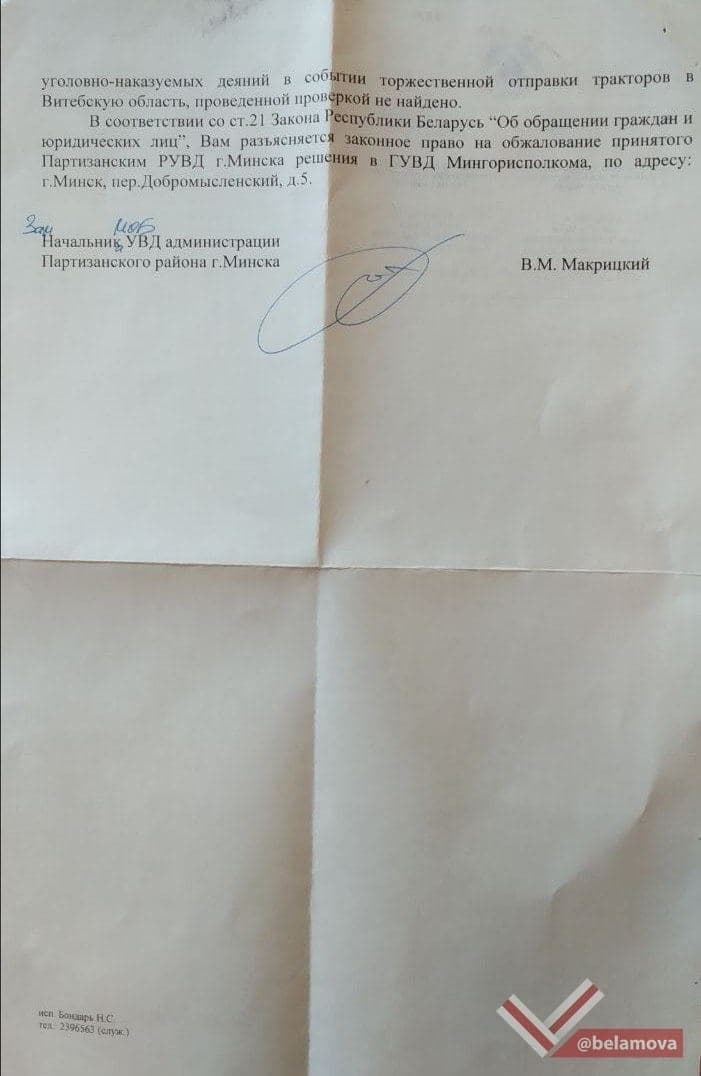 уголовно-наказуемых деяний в событии торжественной отправки тракторов в
Витебскую область, проведенной проверкой не найдено.
В соответствии со ст.21 Закона Республики Беларусь “Об обращении граждан и
юридических лиц”, Вам разъясняется законное право на обжалование принятого
Партизанским РУВД г.Минска решения в ГУВД Мингорисполкома, по адресу:
г.Минск, пер.Добромысленский, д.5.
Зам МОБ
Начальник УВД администрации
Партизанского района г.Минска
В.М. Макрицкий
исп. Бондарь Н.С.
тел. 2396563 (служ.)
@belamova